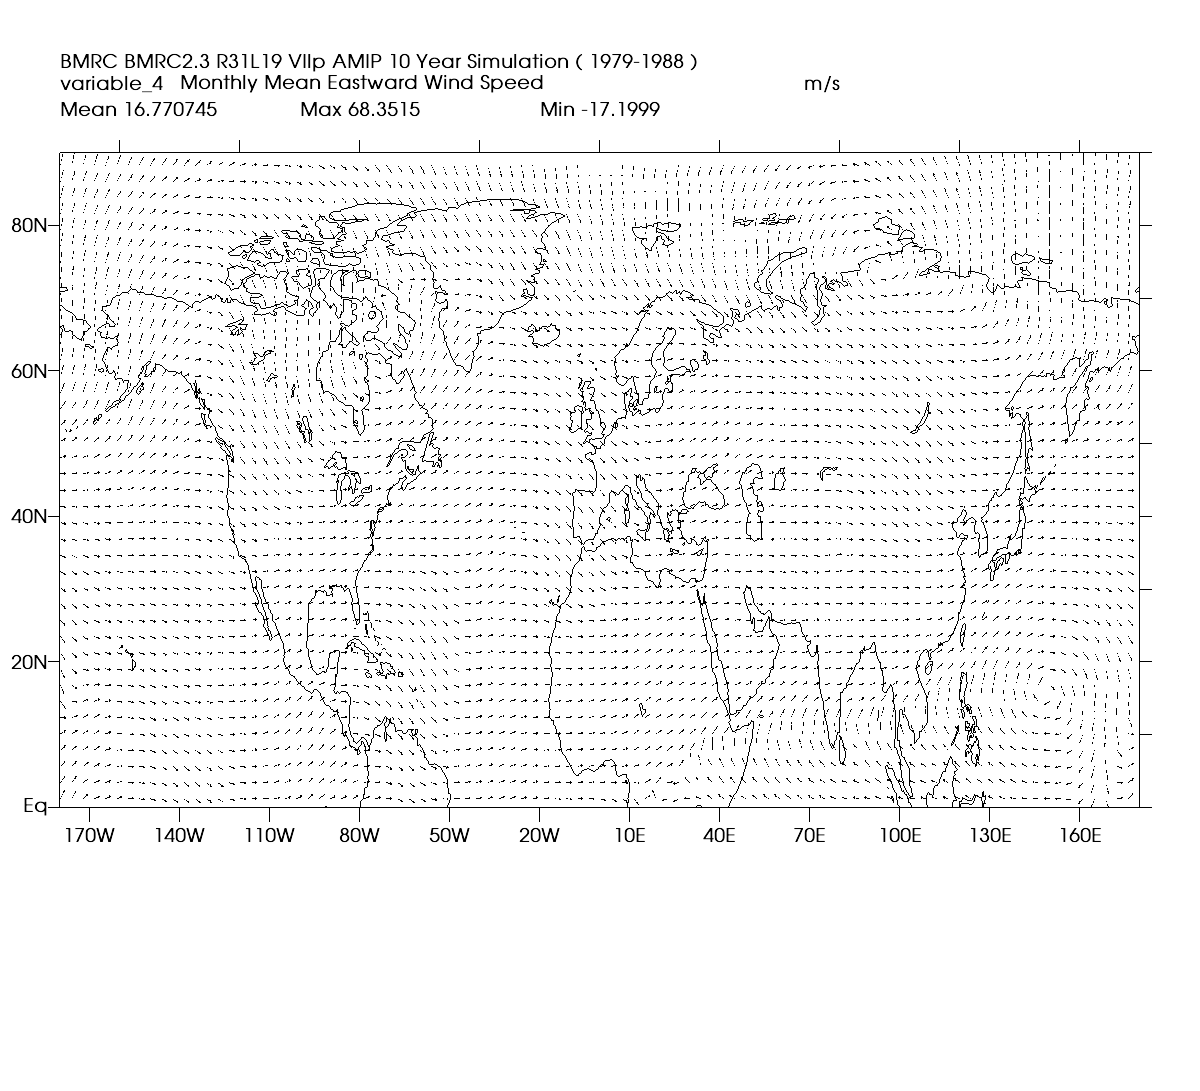 BMRC BMRC2.3 R31L19 VIIp AMIP 10 Year Simulation ( 1979-1988 )
variable_4 Monthly Mean Eastward Wind Speed m/s
Mean 16.770745 Max 68.3515 Min -17.1999
80N
60N
40N
20N
Eq
170W 140W 110W 80W 50W 20W 10E 40E 70E 100E 130E 160E